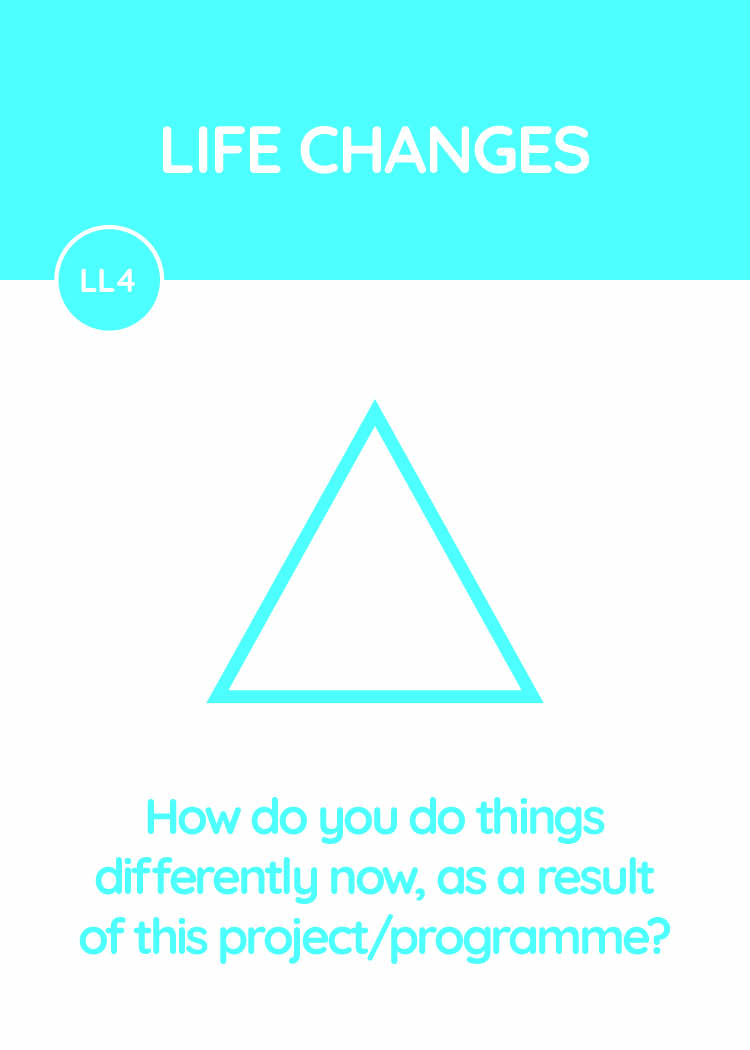 LIFE CHANGES
LL4
How do you do things
differently now, as a result
of this project/programme?